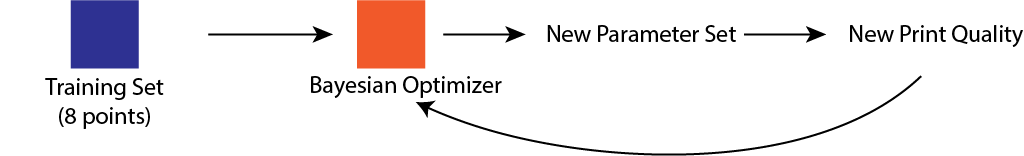 Training Set
(8 points)
Bayesian Optimizer
New Parameter Set
New Print Quality